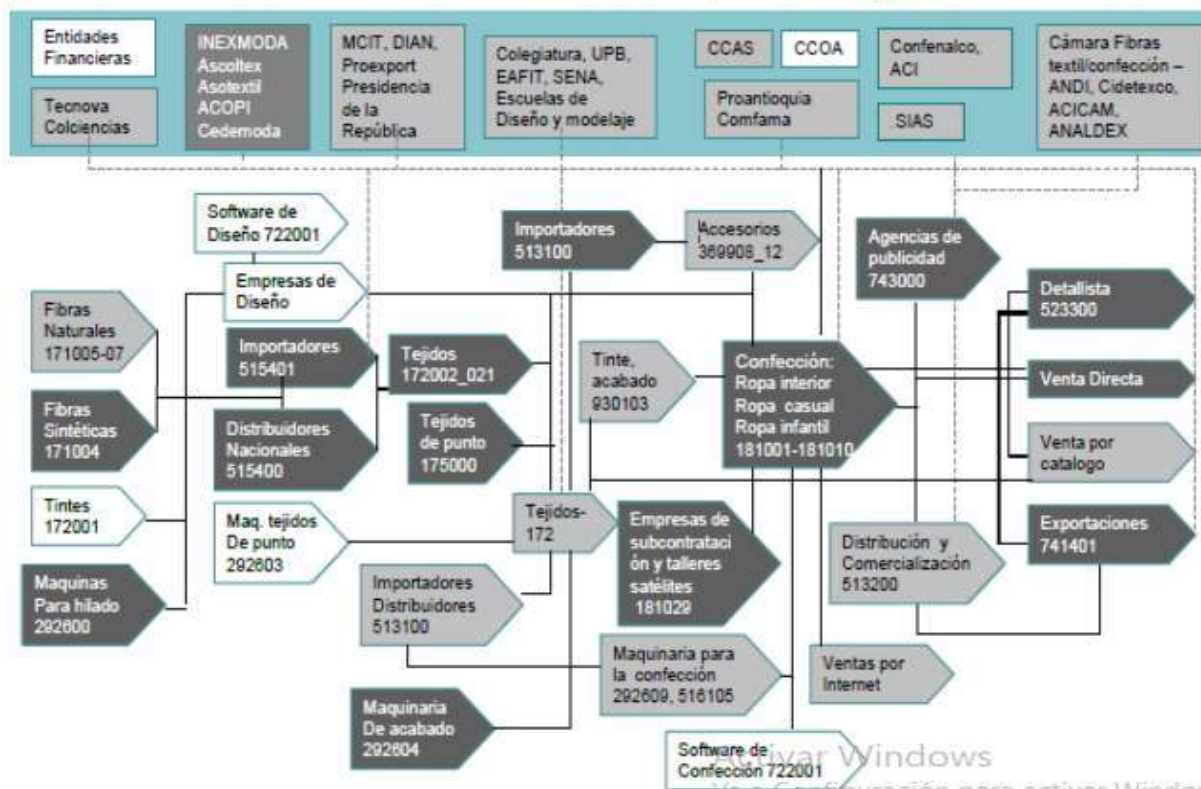 Entidades
Financieras
Tecnova
Colciencias
INEXMODA
Ascoltex
Asotextil
ACOPI
Cedemoda
MCIT, DIAN,
Proexport
Presidencia
de la
República
Colegiatura, UPB,
EAFIT, SENA,
Escuelas de
Diseño y modelaje
CCAS
CCOA
Proantioquia
Comfama
Confenalco,
ACI
SIAS
Cámara Fibras
textil/confección –
ANDI, Cidetexco,
ACICAM,
ANALDEX
Software de
Diseño 722001
Empresas de
Diseño
Importadores
513100
Accesorios
369908_12
Agencias de
publicidad
743000
Detallista
523300
Fibras
Naturales
171005-07
Importadores
515401
Tejidos
172002_021
Tinte,
acabado
930103
Confección:
Ropa interior
Ropa casual
Ropa infantil
181001-181010
Venta Directa
Fibras
Sintéticas
171004
Distribuidores
Nacionales
515400
Tejidos
de punto
175000
Venta por
catalogo
Tintes
172001
Maq. tejidos
De punto
292603
Tejidos-
172
Empresas de
subcontrataci
ón y talleres
satélites
181029
Distribución y
Comercialización
513200
Exportaciones
741401
Maquinas
Para hilado
292600
Importadores
Distribuidores
513100
Maquinaria para
la confección
292609, 516105
Ventas por
Internet
Maquinaria
De acabado
292604
Software de
Confección 722001
Activar Windows